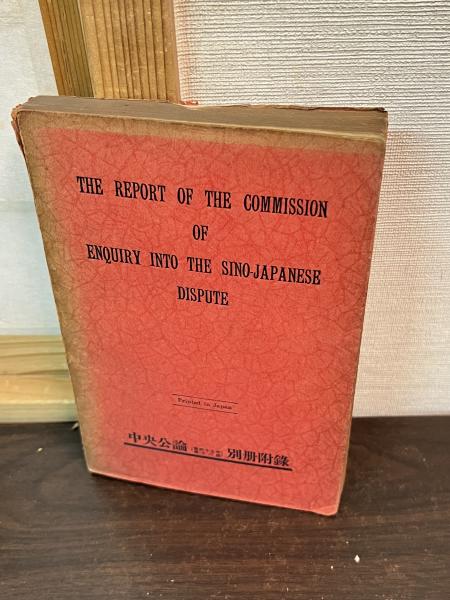 THE REPORT OF THE COMMISSION
OF
ENQUIRY INTO THE SINO-JAPANESE
DISPUTE
Printed in Japan
中央公論 別冊附錄